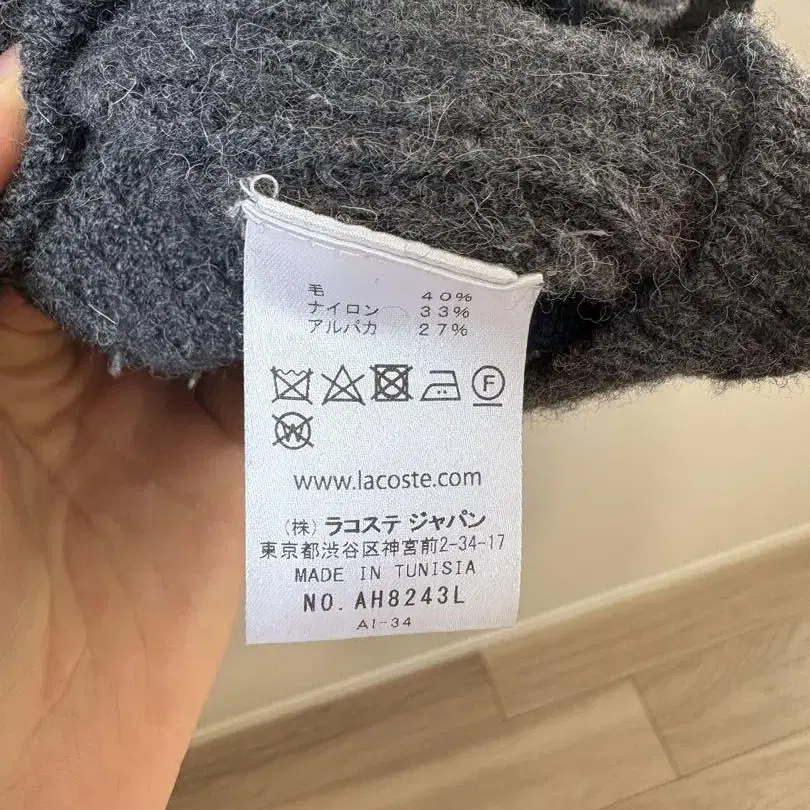 毛 40%
ナイロン 33%
アルパカ 27%
F
W
www.lacoste.com
(株) ラコステ ジャパン
東京都渋谷区神宮前2-34-17
MADE IN TUNISIA
NO. AH8243L
AI-34